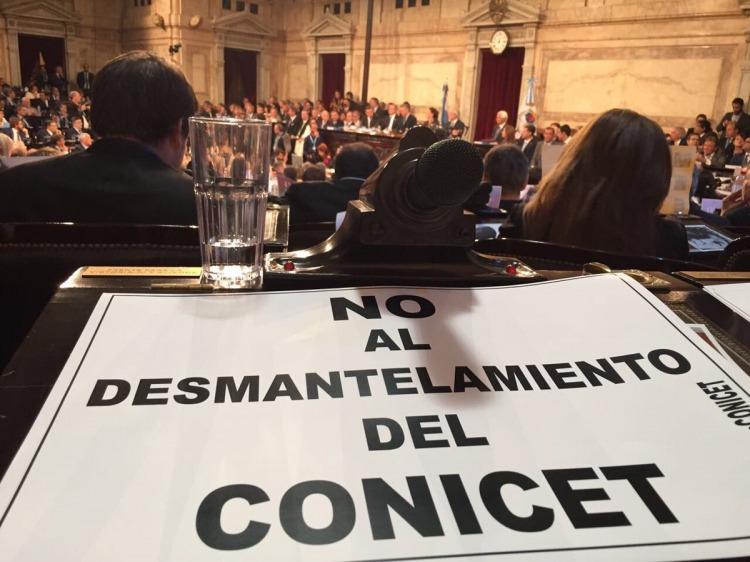 NO
AL
DESMANTELAMIENTO
DEL
CONICET
CONICET